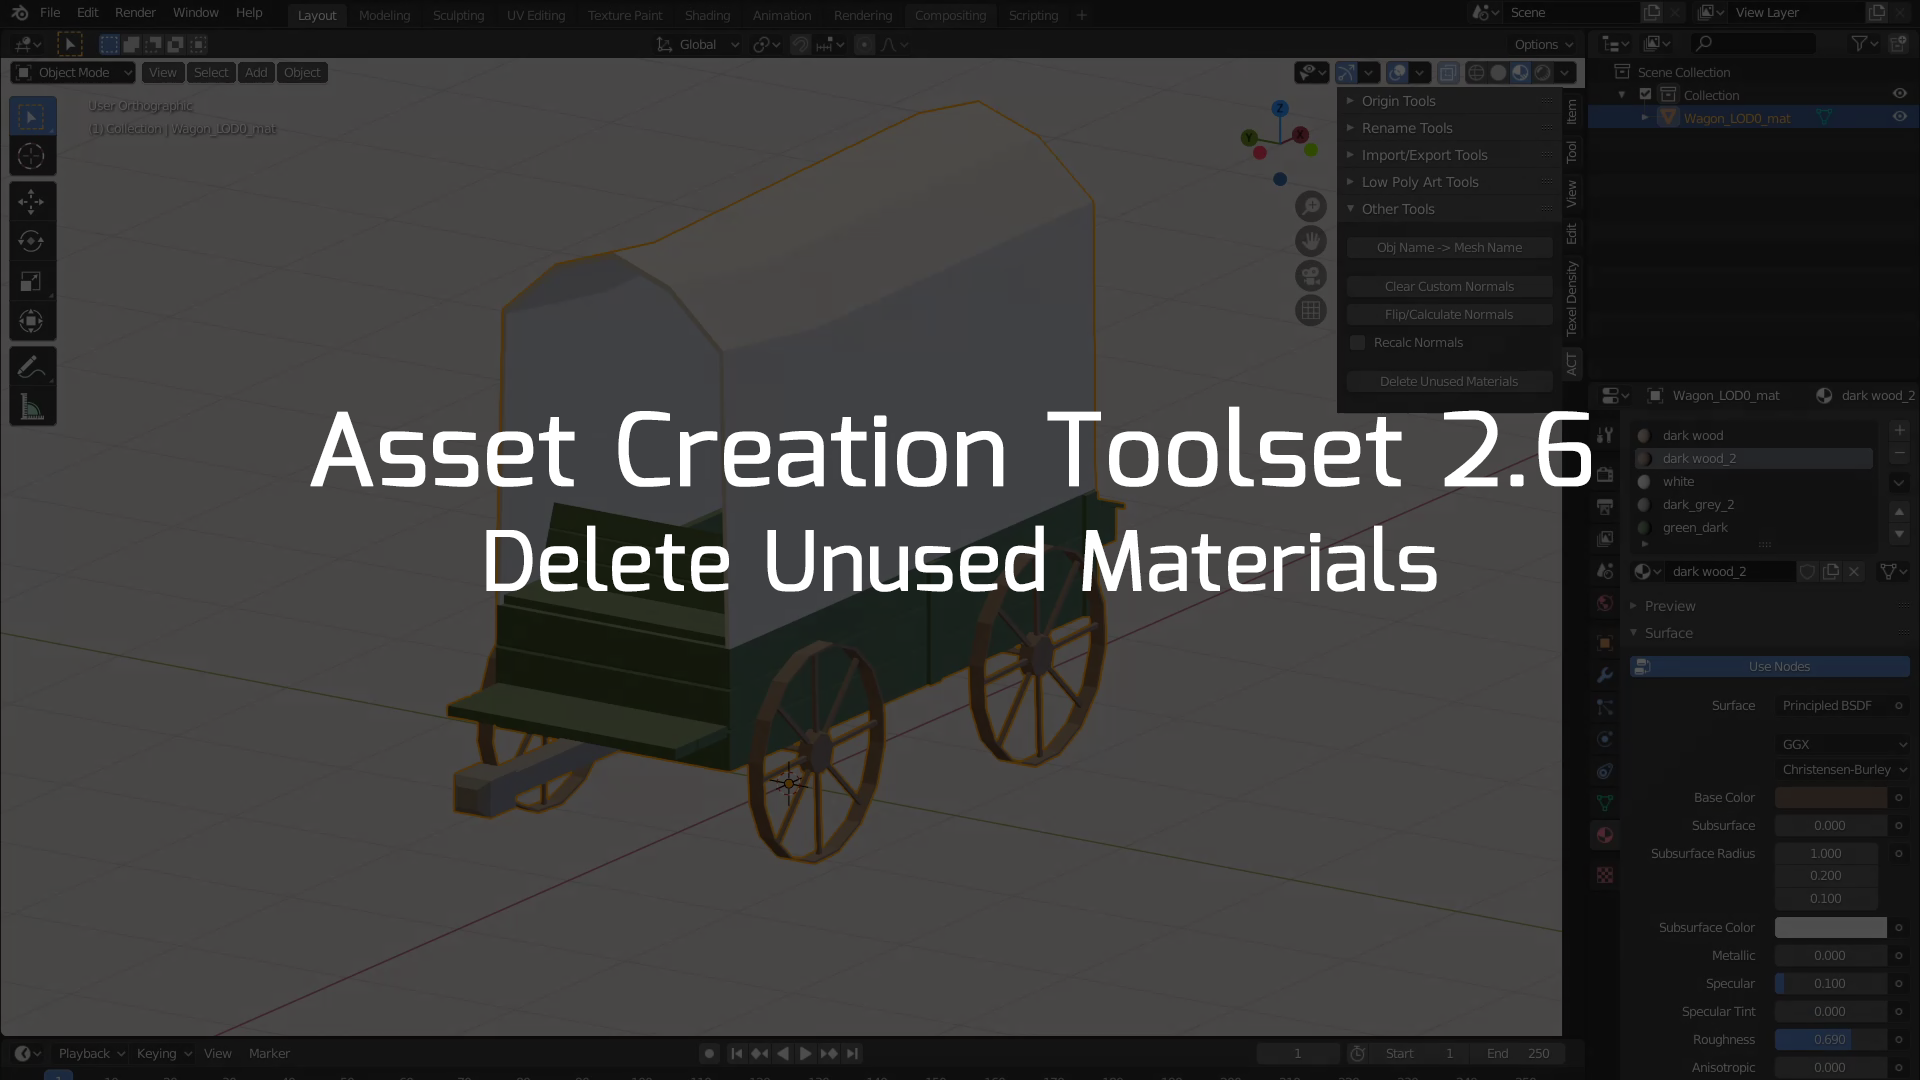 File Edit Render Window Help Layout Modeling Sculpting UV Editing Texture Paint Shading Animation Rendering Compositing Scripting + Scene View Layer
Global Options
Object Mode View Select Add Object
User Orthographic
(1) Collection | Wagon_LOD0_mat
Z
Y
X
Origin Tools
Rename Tools
Import/Export Tools
Low Poly Art Tools
Other Tools
Obj Name -> Mesh Name
Clear Custom Normals
Flip/Calculate Normals
Recalc Normals
Delete Unused Materials
Item
Tool
View
Edit
Texel Density
ACT
Scene Collection
Collection
Wagon_LOD0_mat
Asset Creation Toolset 2.6
Delete Unused Materials
Wagon_LOD0_mat dark wood_2
dark wood
dark wood_2
white
dark_grey_2
green_dark
dark wood_2
Preview
Surface
Use Nodes
Surface Principled BSDF
GGX
Christensen-Burley
Base Color
Subsurface 0.000
Subsurface Radius 1.000
0.200
0.100
Subsurface Color
Metallic 0.000
Specular 0.100
Specular Tint 0.000
Roughness 0.690
Anisotropic 0.000
Playback Keying View Marker 1 Start 1 End 250